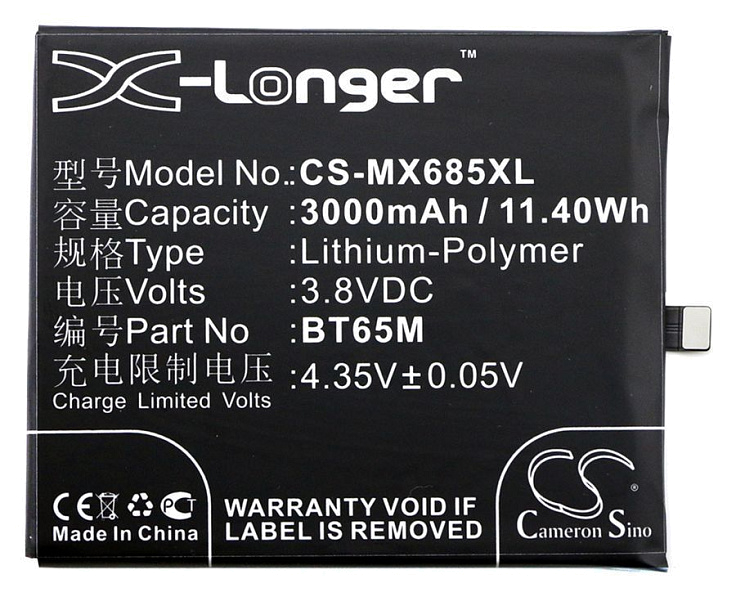 X-Longer™
型号Model No.:CS-MX685XL
容量Capacity :3000mAh / 11.40Wh
规格Type :Lithium-Polymer
电压Volts :3.8VDC
编号Part No :BT65M
充电限制电压 :4.35V±0.05V
Charge Limited Volts
CE PCT
Made In China
WARRANTY VOID IF
LABEL IS REMOVED
CS®
Cameron Sino